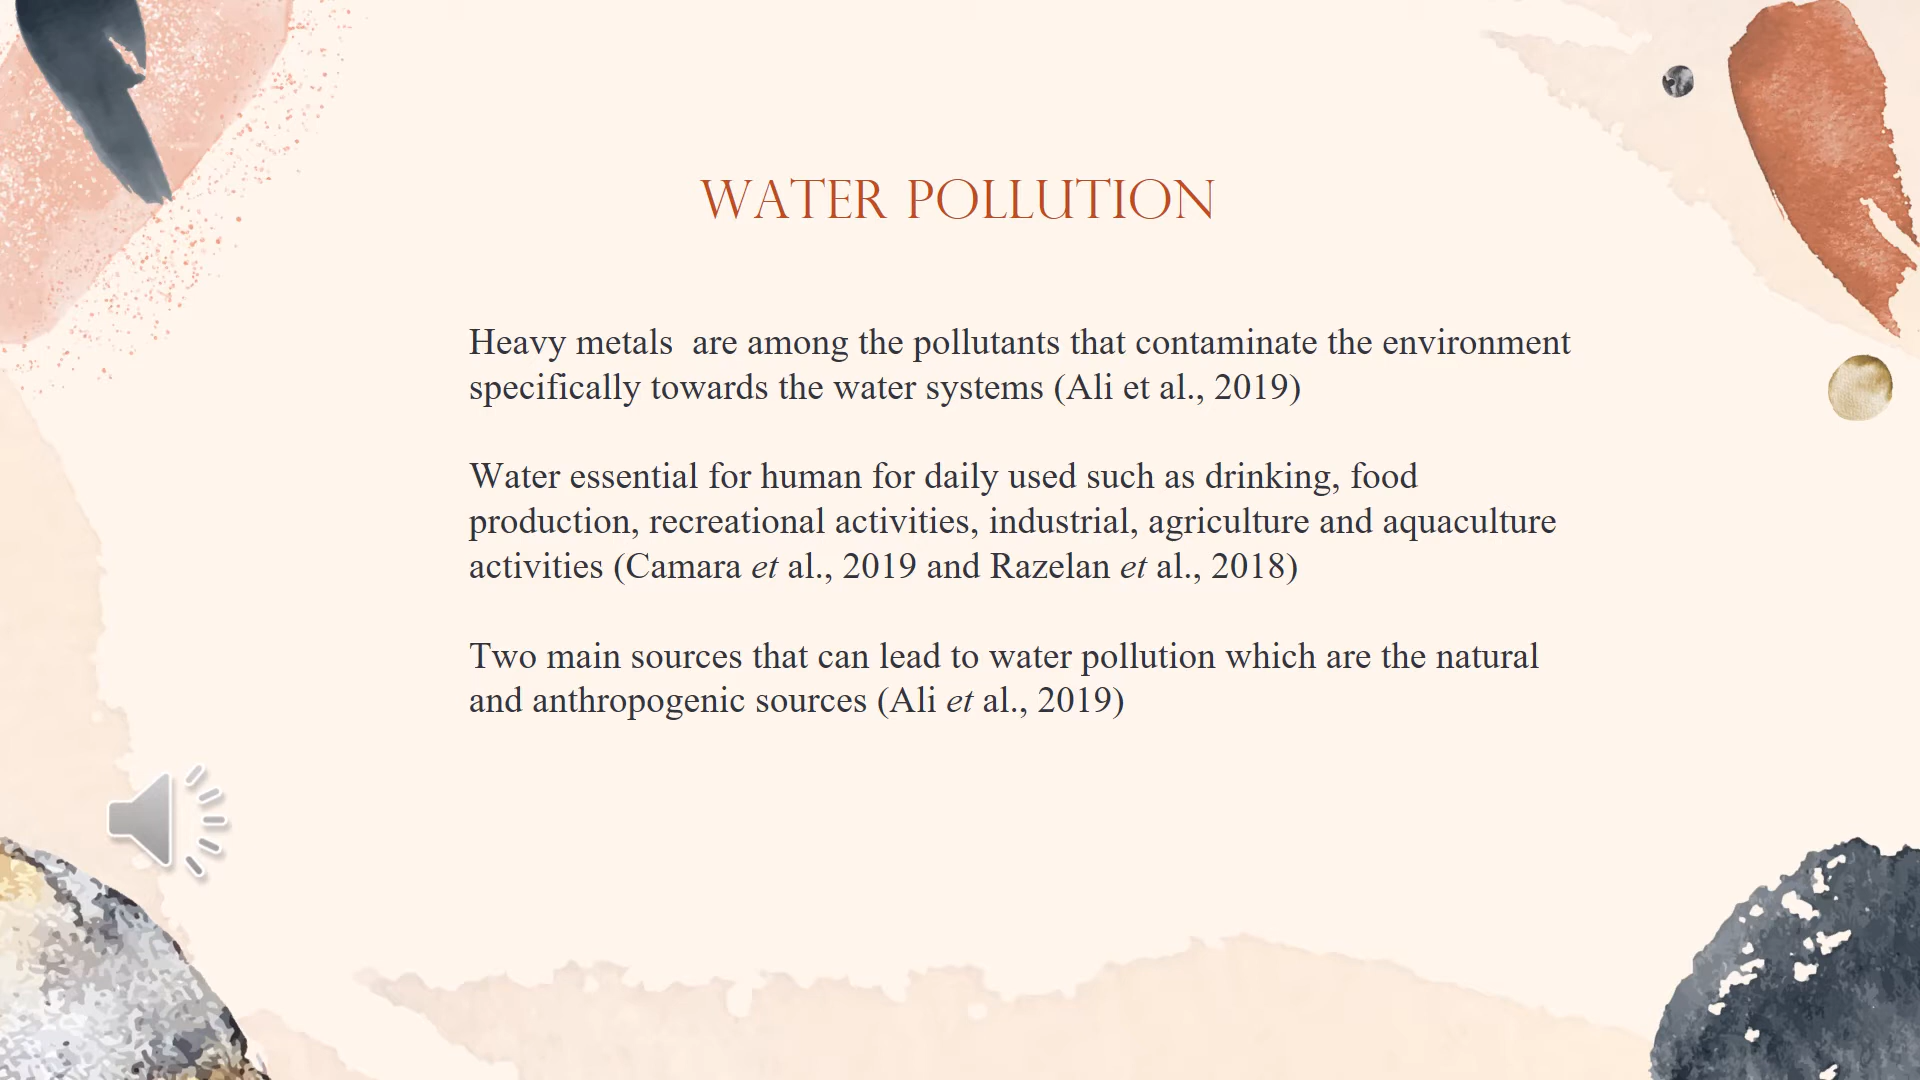 WATER POLLUTION
Heavy metals  are among the pollutants that contaminate the environment
specifically towards the water systems (Ali et al., 2019)
Water essential for human for daily used such as drinking, food
production, recreational activities, industrial, agriculture and aquaculture
activities (Camara et al., 2019 and Razelan et al., 2018)
Two main sources that can lead to water pollution which are the natural
and anthropogenic sources (Ali et al., 2019)